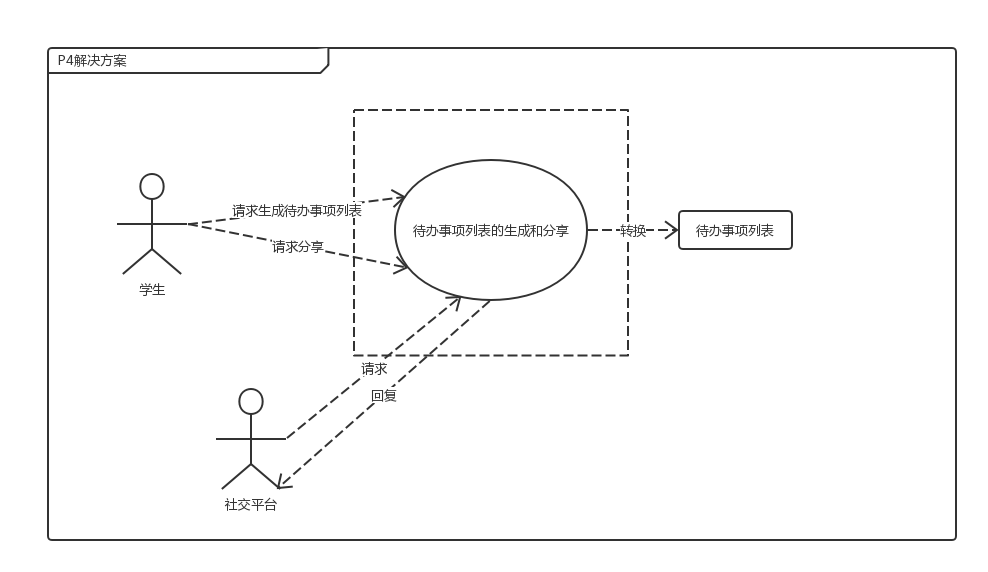 P4解决方案
请求生成待办事项列表
请求分享
待办事项列表的生成和分享
转换
待办事项列表
学生
请求
回复
社交平台